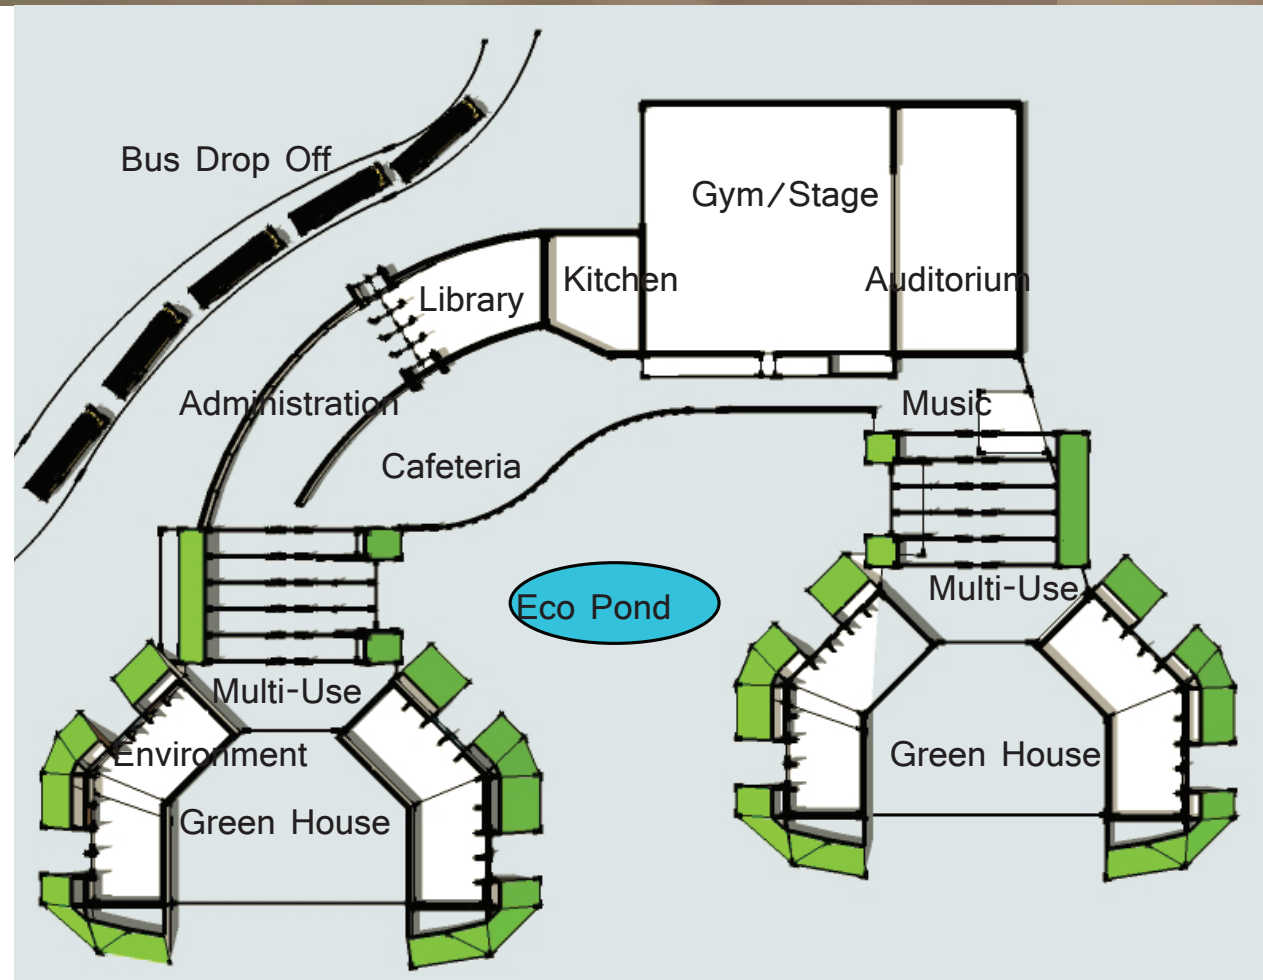 Bus Drop Off
Gym/Stage
Auditorium
Kitchen
Library
Administration
Music
Cafeteria
Eco Pond
Multi-Use
Multi-Use
Environment
Green House
Green House